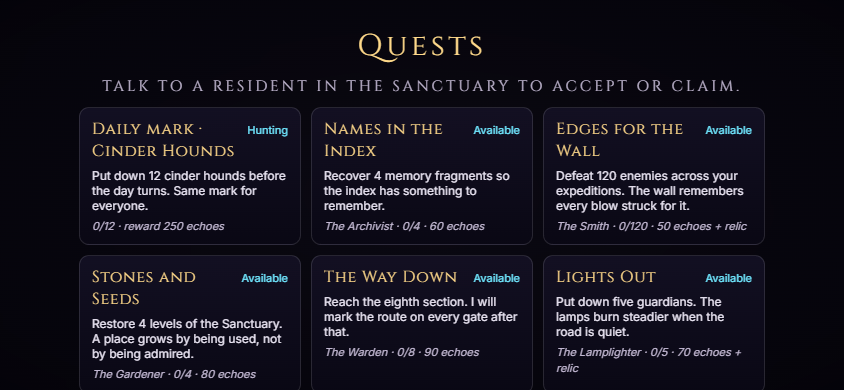 Quests
TALK TO A RESIDENT IN THE SANCTUARY TO ACCEPT OR CLAIM.
Daily mark ·
Cinder Hounds
Hunting
Put down 12 cinder hounds before
the day turns. Same mark for
everyone.
0/12 · reward 250 echoes
Names in the
Index
Available
Recover 4 memory fragments so
the index has something to
remember.
The Archivist · 0/4 · 60 echoes
Edges for the
Wall
Available
Defeat 120 enemies across your
expeditions. The wall remembers
every blow struck for it.
The Smith · 0/120 · 50 echoes + relic
Stones and
Seeds
Available
Restore 4 levels of the Sanctuary.
A place grows by being used, not
by being admired.
The Gardener · 0/4 · 80 echoes
The Way Down
Available
Reach the eighth section. I will
mark the route on every gate after
that.
The Warden · 0/8 · 90 echoes
Lights Out
Available
Put down five guardians. The
lamps burn steadier when the
road is quiet.
The Lamplighter · 0/5 · 70 echoes +
relic